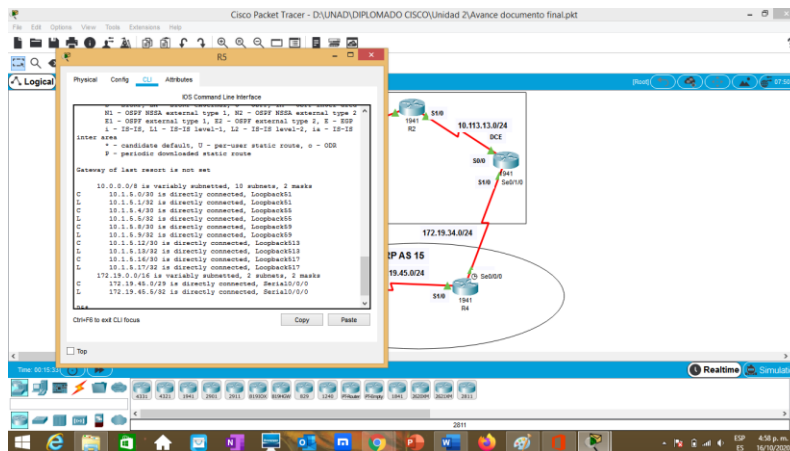 Cisco Packet Tracer - D:\UNAD\DIPLOMADO CISCO\Unidad 2\Avance documento final.pkt
File Edit Options View Tools Extensions Help
R5
Logical
[Root]
Physical Config CLI Attributes
IOS Command Line Interface
N1 - OSPF NSSA external type 1, N2 - OSPF NSSA external type 2
E1 - OSPF external type 1, E2 - OSPF external type 2, E - EGP
i - IS-IS, L1 - IS-IS level-1, L2 - IS-IS level-2, ia - IS-IS
inter area
* - candidate default, U - per-user static route, o - ODR
P - periodic downloaded static route
Gateway of last resort is not set
10.0.0.0/8 is variably subnetted, 10 subnets, 2 masks
C 10.1.5.0/30 is directly connected, Loopback51
L 10.1.5.1/32 is directly connected, Loopback51
C 10.1.5.4/30 is directly connected, Loopback55
L 10.1.5.5/32 is directly connected, Loopback55
C 10.1.5.8/30 is directly connected, Loopback59
L 10.1.5.9/32 is directly connected, Loopback59
C 10.1.5.12/30 is directly connected, Loopback513
L 10.1.5.13/32 is directly connected, Loopback513
C 10.1.5.16/30 is directly connected, Loopback517
L 10.1.5.17/32 is directly connected, Loopback517
172.19.0.0/16 is variably subnetted, 2 subnets, 2 masks
C 172.19.45.0/29 is directly connected, Serial0/0/0
L 172.19.45.5/32 is directly connected, Serial0/0/0
Ctrl+F6 to exit CLI focus
Copy Paste
Top
S1/0
1941
R2
10.113.13.0/24
DCE
S0/0
1941
S1/0 Se0/1/0
172.19.34.0/24
RP AS 15
19.45.0/24
Se0/0/0
S1/0
1941
R4
Time: 00:15:33
Realtime
Simulati
4331 4321 1941 2901 2911 819IOX 819HGW 829 1240 PT-Router PT-Empty 1841 2620XM 2621XM 2811
2811
ESP 4:58 p. m.
ES 16/10/2020